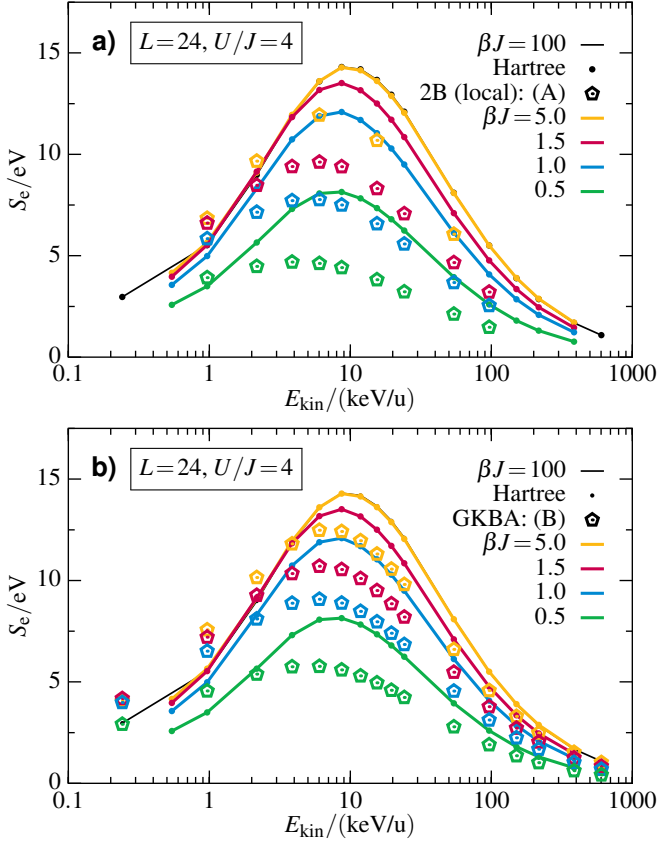 a) L=24, U/J=4
βJ=100
Hartree
2B (local): (A)
βJ=5.0
1.5
1.0
0.5
S_e/eV
15
10
5
0
0.1 1 10 100 1000
E_kin/(keV/u)
b) L=24, U/J=4
βJ=100
Hartree
GKBA: (B)
βJ=5.0
1.5
1.0
0.5
S_e/eV
15
10
5
0
0.1 1 10 100 1000
E_kin/(keV/u)